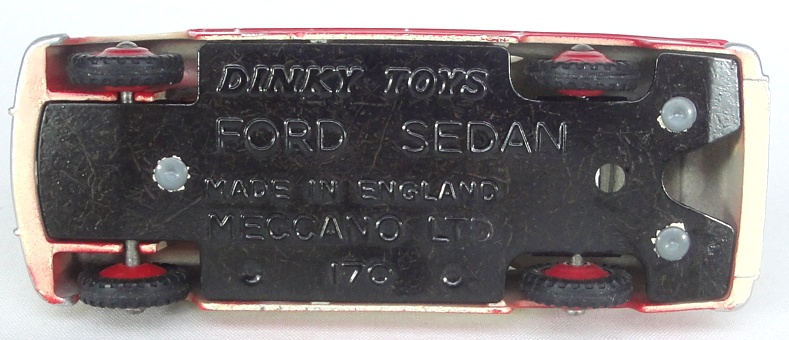 DINKY TOYS
FORD SEDAN
MADE IN ENGLAND
MECCANO LTD
170